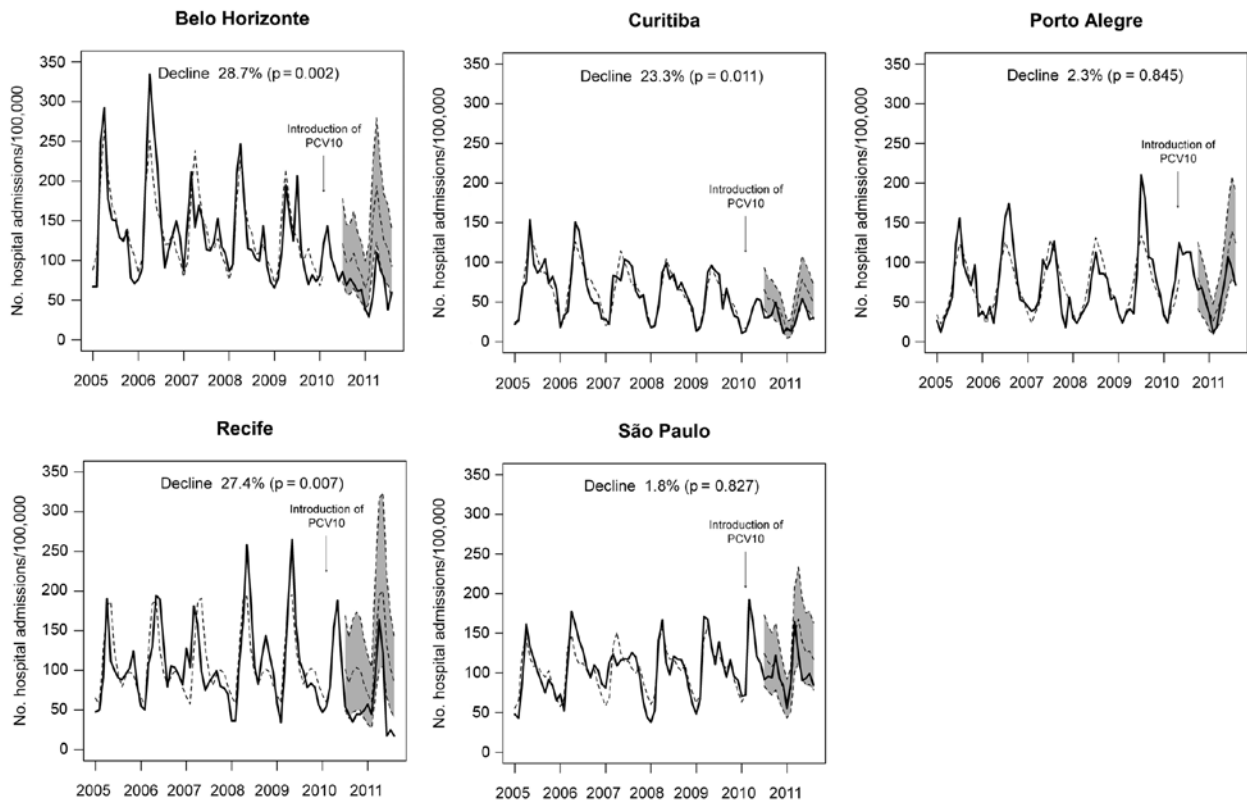 Belo Horizonte
No. hospital admissions/100,000
350
300
250
200
150
100
50
0
Decline 28.7% (p = 0.002)
Introduction of
PCV10
2005 2006 2007 2008 2009 2010 2011
Curitiba
No. hospital admissions/100,000
350
300
250
200
150
100
50
0
Decline 23.3% (p = 0.011)
Introduction of
PCV10
2005 2006 2007 2008 2009 2010 2011
Porto Alegre
No. hospital admissions/100,000
350
300
250
200
150
100
50
0
Decline 2.3% (p = 0.845)
Introduction of
PCV10
2005 2006 2007 2008 2009 2010 2011
Recife
No. hospital admissions/100,000
350
300
250
200
150
100
50
0
Decline 27.4% (p = 0.007)
Introduction of
PCV10
2005 2006 2007 2008 2009 2010 2011
São Paulo
No. hospital admissions/100,000
350
300
250
200
150
100
50
0
Decline 1.8% (p = 0.827)
Introduction of
PCV10
2005 2006 2007 2008 2009 2010 2011